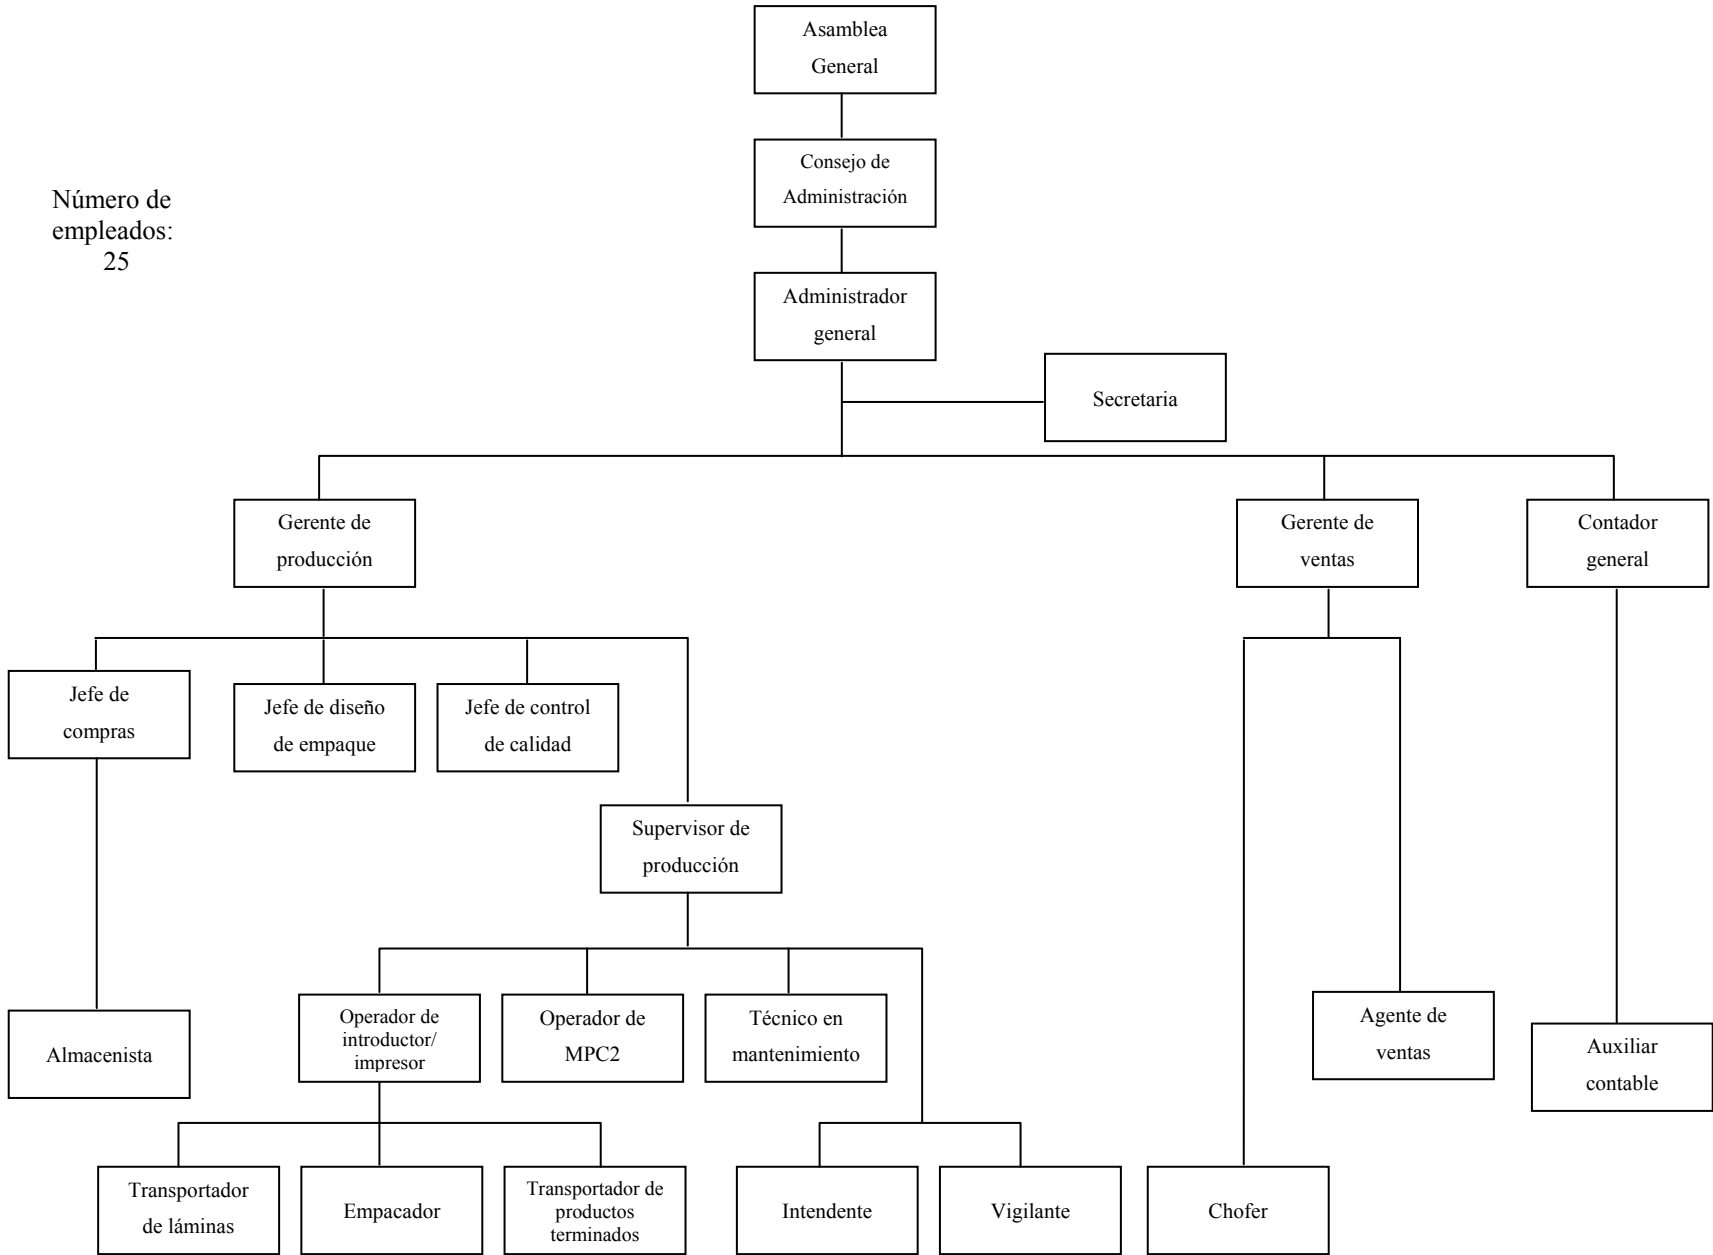 Asamblea
General
Consejo de
Administración
Número de
empleados:
25
Administrador
general
Secretaria
Gerente de
producción
Gerente de
ventas
Contador
general
Jefe de
compras
Jefe de diseño
de empaque
Jefe de control
de calidad
Supervisor de
producción
Almacenista
Operador de
introductor/
impresor
Operador de
MPC2
Técnico en
mantenimiento
Agente de
ventas
Auxiliar
contable
Transportador
de láminas
Empacador
Transportador de
productos
terminados
Intendente
Vigilante
Chofer